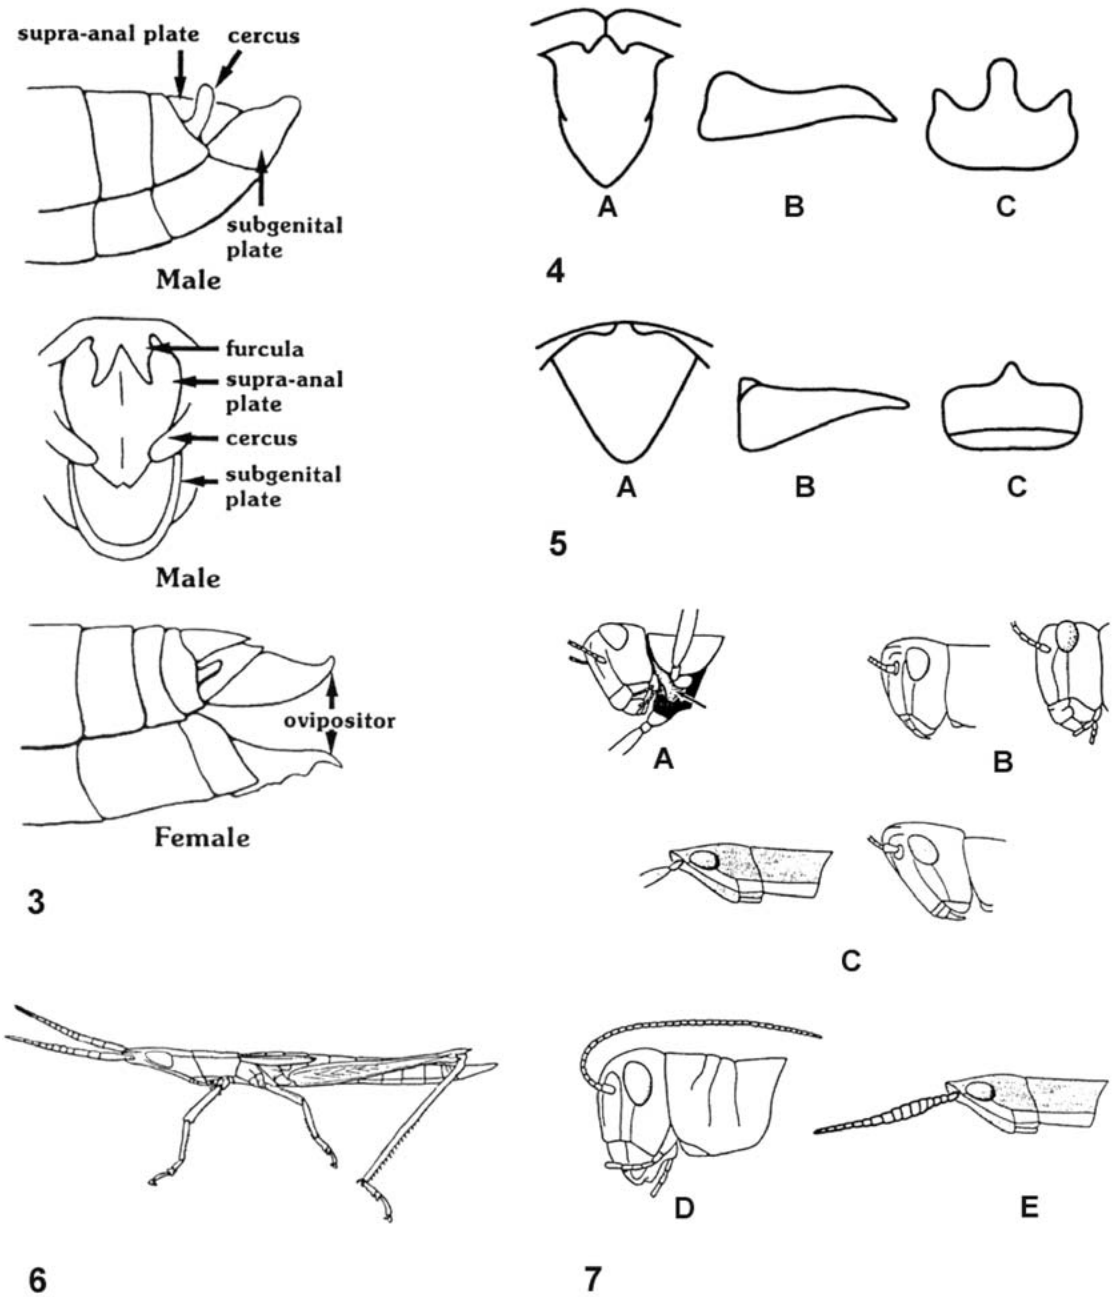 supra-anal plate cercus
subgenital
plate
Male
furcula
supra-anal
plate
cercus
subgenital
plate
Male
ovipositor
Female
3
A B C
4
A B C
5
A
B
C
6
D
E
7